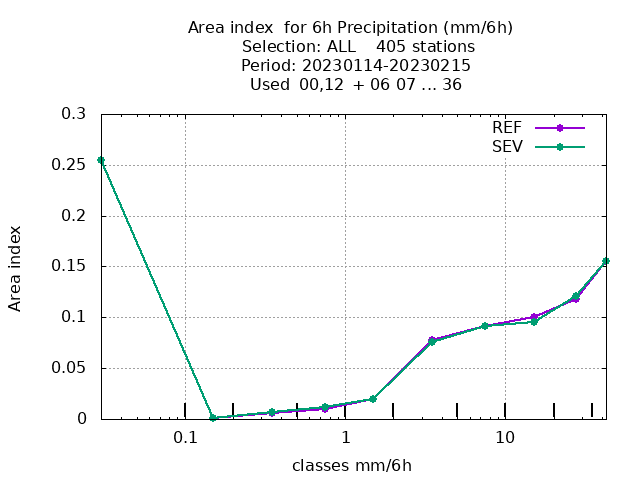 Area index  for 6h Precipitation (mm/6h)
Selection: ALL    405 stations
Period: 20230114-20230215
Used  00,12  + 06 07 ... 36
REF
SEV
0.3
0.25
0.2
0.15
0.1
0.05
0
Area index
0.1
1
10
classes mm/6h